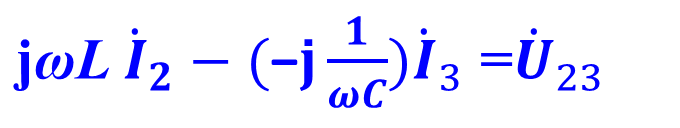 jωL İ₂ − (−j 1/ωC) İ₃ = U̇₂₃